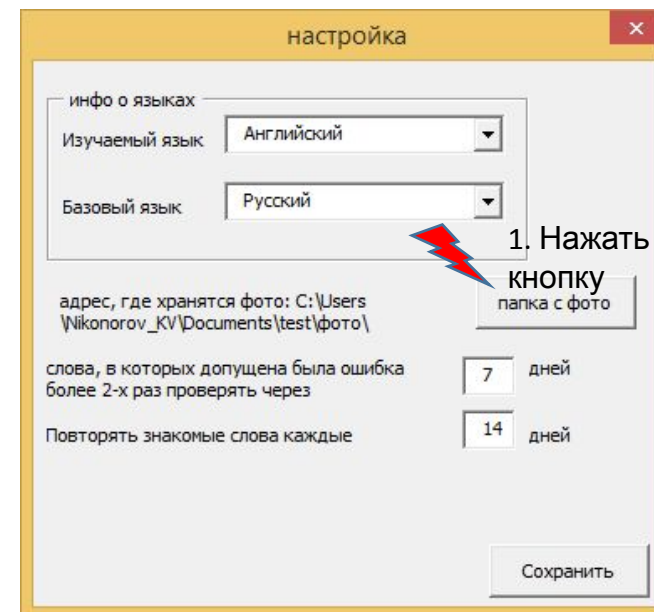 настройка
инфо о языках
Изучаемый язык Английский
Базовый язык Русский
1. Нажать
кнопку
адрес, где хранятся фото: C:\Users
\Nikonorov_KV\Documents\test\фото\
папка с фото
слова, в которых допущена была ошибка
более 2-х раз проверять через
7 дней
Повторять знакомые слова каждые 14 дней
Сохранить